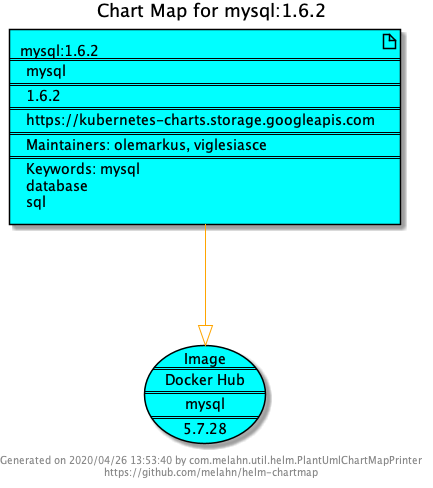 Chart Map for mysql:1.6.2
mysql:1.6.2
mysql
1.6.2
https://kubernetes-charts.storage.googleapis.com
Maintainers: olemarkus, viglesiasce
Keywords: mysql
database
sql
Image
Docker Hub
mysql
5.7.28
Generated on 2020/04/26 13:53:40 by com.melahn.util.helm.PlantUmlChartMapPrinter
https://github.com/melahn/helm-chartmap